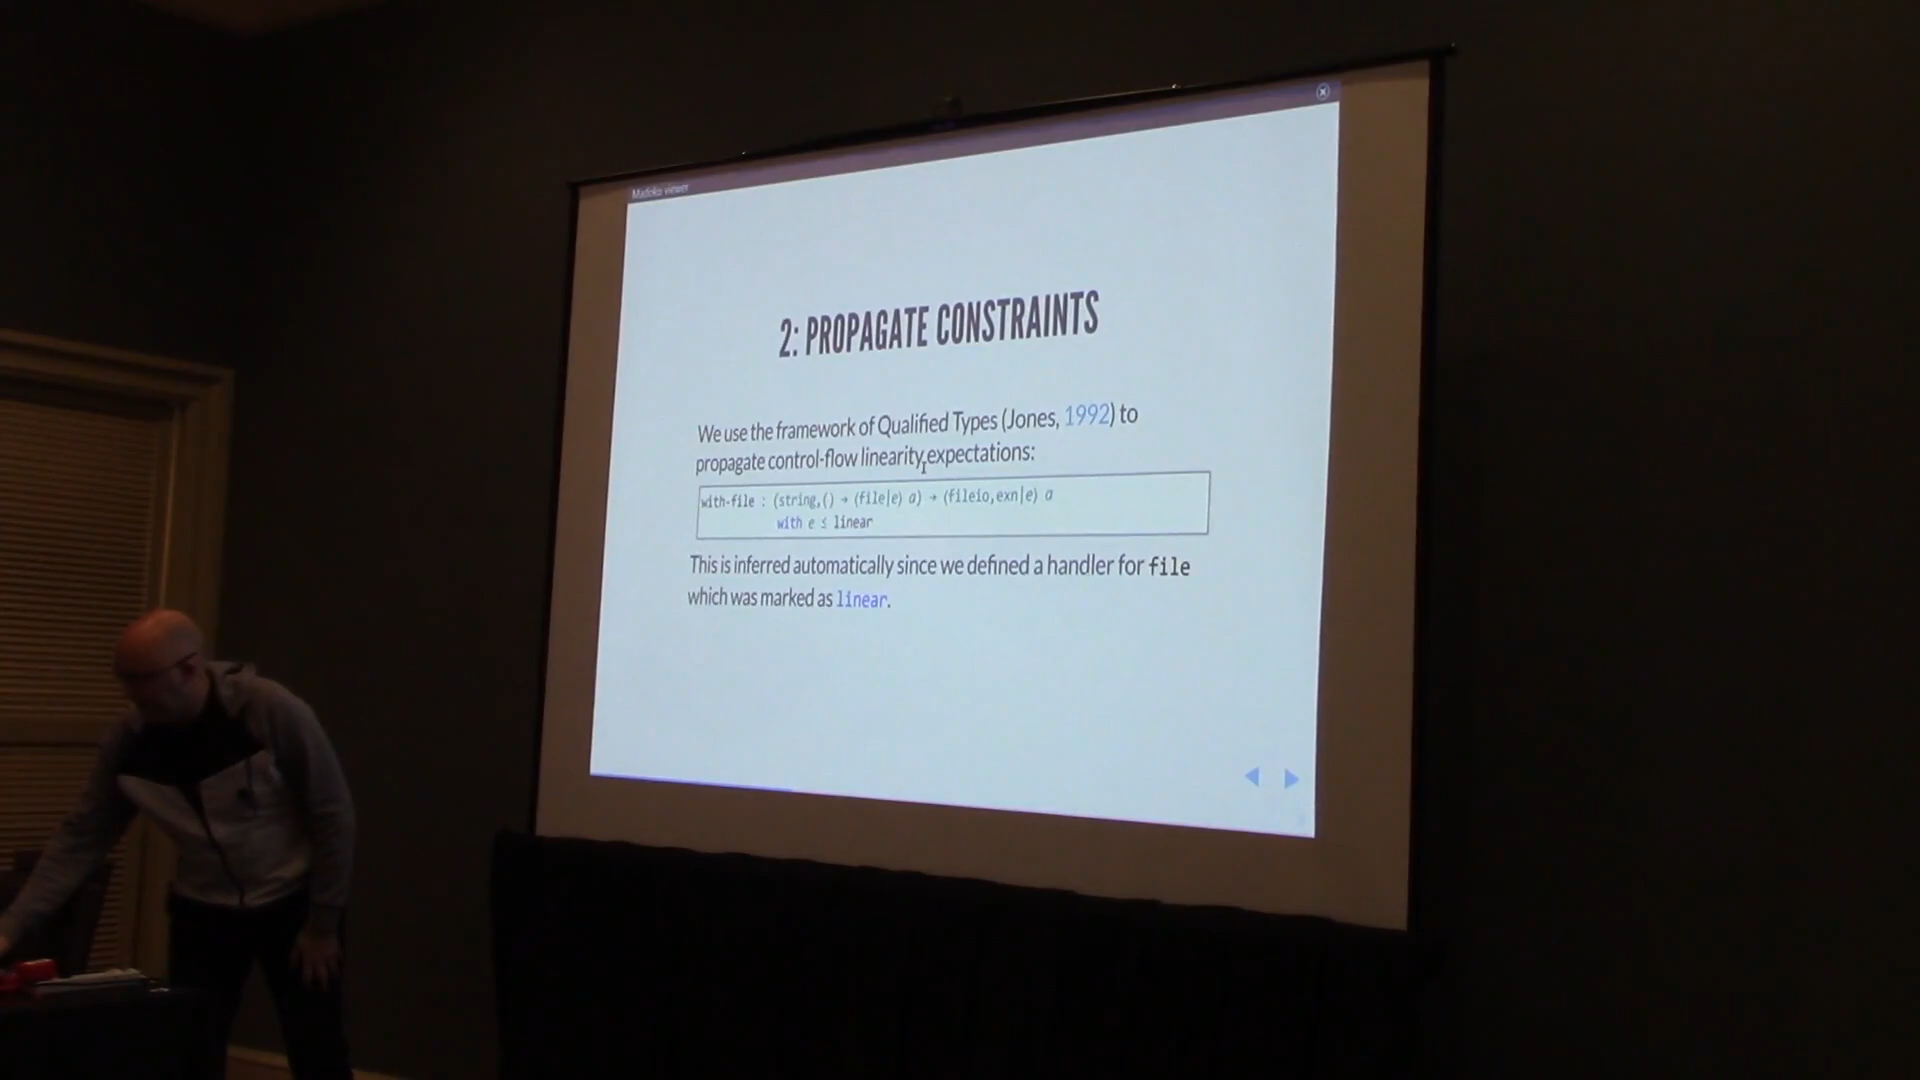 Madoko viewer
2: PROPAGATE CONSTRAINTS
We use the framework of Qualified Types (Jones, 1992) to
propagate control-flow linearity expectations:
with-file : (string,() → ⟨file|e⟩ a) → ⟨fileio,exn|e⟩ a
with e ≤ linear
This is inferred automatically since we defined a handler for file
which was marked as linear.